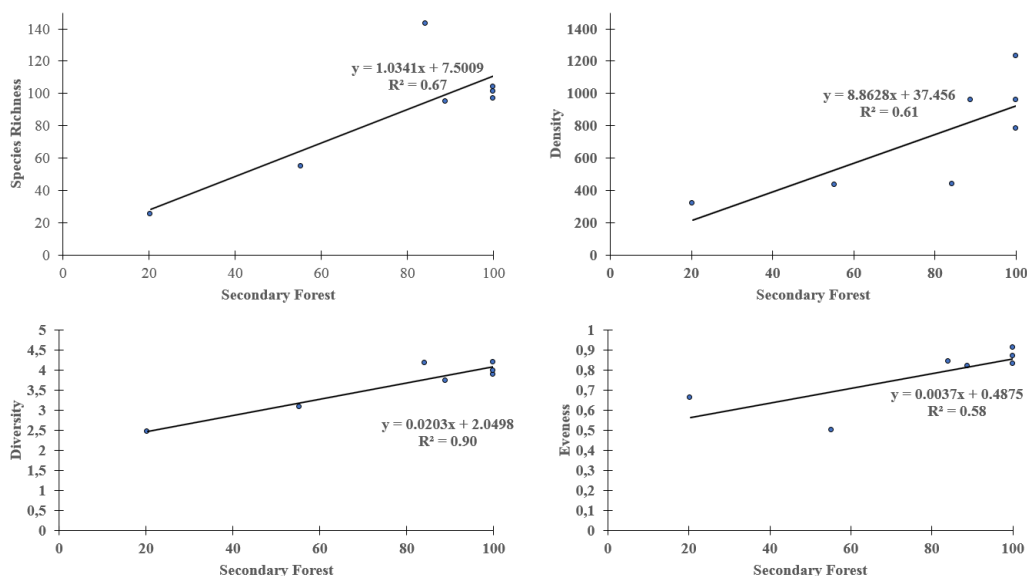 140
120
100
80
60
40
20
0
Species Richness
y = 1.0341x + 7.5009
R² = 0.67
0 20 40 60 80 100
Secondary Forest
1400
1200
1000
800
600
400
200
0
Density
y = 8.8628x + 37.456
R² = 0.61
0 20 40 60 80 100
Secondary Forest
5
4,5
4
3,5
3
2,5
2
1,5
1
0,5
0
Diversity
y = 0.0203x + 2.0498
R² = 0.90
0 20 40 60 80 100
Secondary Forest
1
0,9
0,8
0,7
0,6
0,5
0,4
0,3
0,2
0,1
0
Eveness
y = 0.0037x + 0.4875
R² = 0.58
0 20 40 60 80 100
Secondary Forest